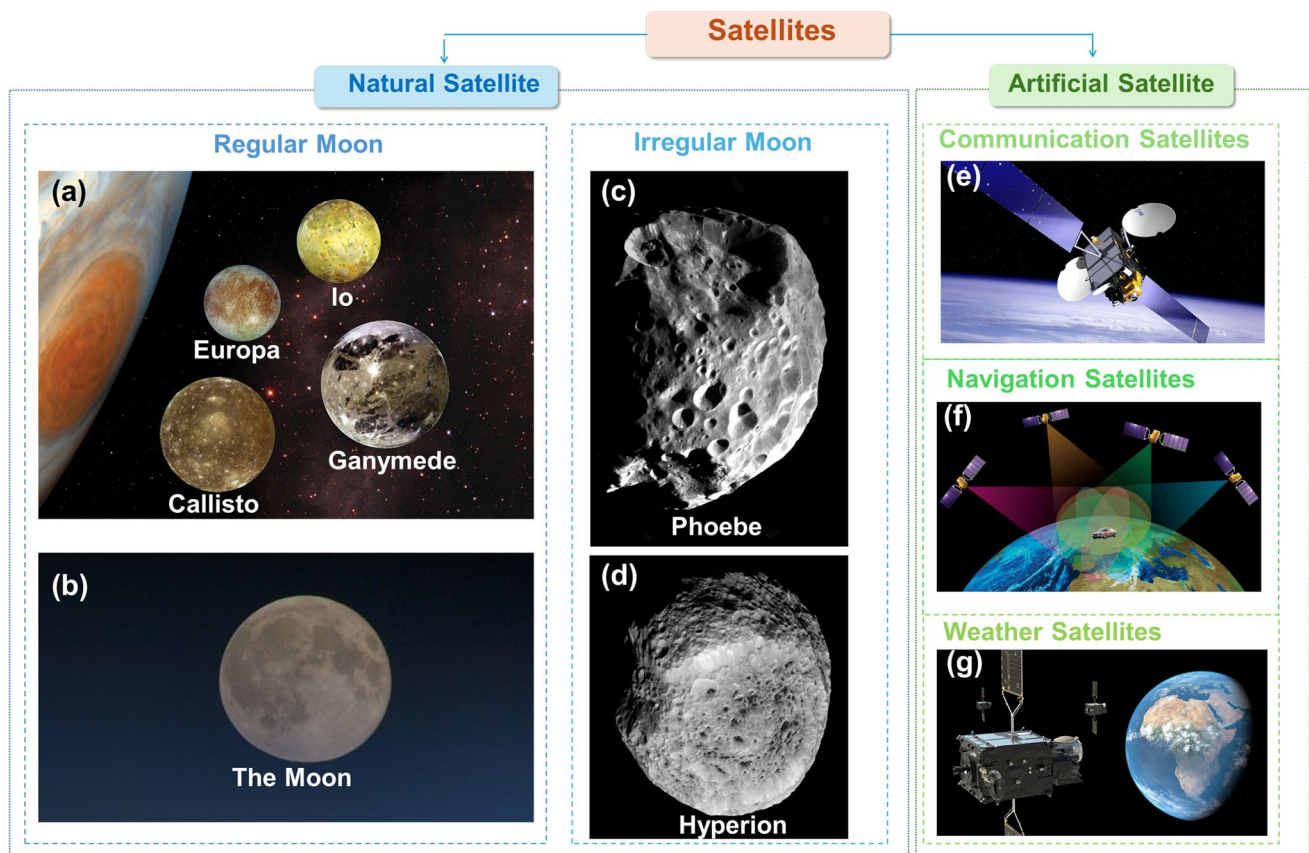 Satellites
Natural Satellite
Artificial Satellite
Regular Moon
(a)
Io
Europa
Ganymede
Callisto
(b)
The Moon
Irregular Moon
(c)
Phoebe
(d)
Hyperion
Communication Satellites
(e)
Navigation Satellites
(f)
Weather Satellites
(g)